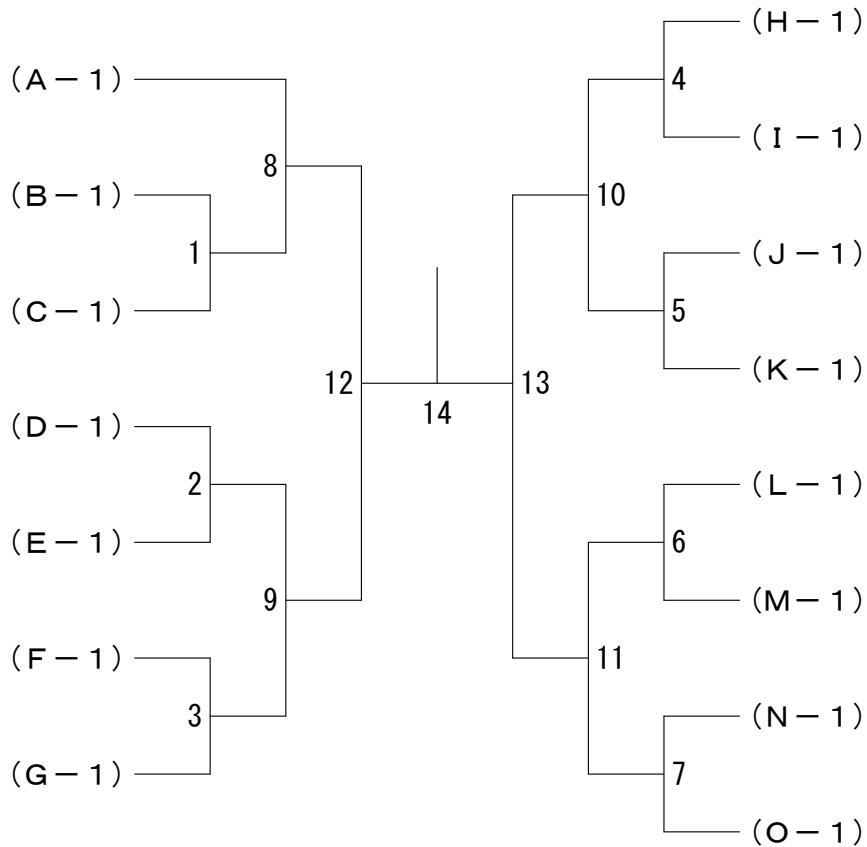 (A-1)
(B-1)
(C-1)
(D-1)
(E-1)
(F-1)
(G-1)
8
1
2
9
3
12
14
13
10
4
5
11
6
7
(H-1)
(I-1)
(J-1)
(K-1)
(L-1)
(M-1)
(N-1)
(O-1)